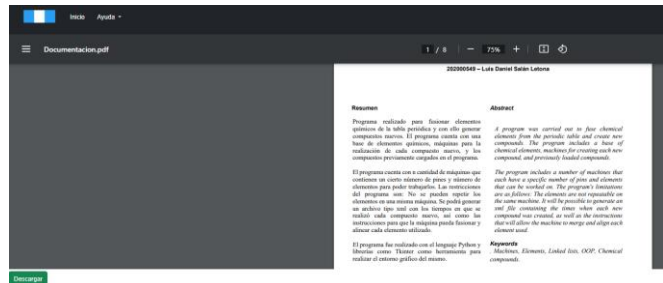 Inicio Ayuda
Documentacion.pdf 1 / 8 75%
202000549 – Luis Daniel Salán Letona
Resumen
Programa realizado para fusionar elementos
químicos de la tabla periódica y con ello generar
compuestos nuevos. El programa cuenta con una
base de elementos químicos, máquinas para la
realización de cada compuesto nuevo, y los
compuestos previamente cargados en el programa.
El programa cuenta con n cantidad de máquinas que
contienen un cierto número de pines y número de
elementos para poder trabajarlos. Las restricciones
del programa son: No se pueden repetir los
elementos en una misma máquina. Se podrá generar
un archivo tipo xml con los tiempos en que se
realizó cada compuesto nuevo, así como las
instrucciones para que la máquina pueda fusionar y
alinear cada elemento utilizado.
El programa fue realizado con el lenguaje Python y
librerías como Tkinter como herramienta para
realizar el entorno gráfico del mismo.
Abstract
A program was carried out to fuse chemical
elements from the periodic table and create new
compounds. The program includes a base of
chemical elements, machines for creating each new
compound, and previously loaded compounds.
The program includes a number of machines that
each have a specific number of pins and elements
that can be worked on. The program's limitations
are as follows: The elements are not repeatable on
the same machine. It will be possible to generate an
xml file containing the times when each new
compound was created, as well as the instructions
that will allow the machine to merge and align each
element used.
Keywords
Machines, Elements, Linked lists, OOP, Chemical
compounds.
Descargar